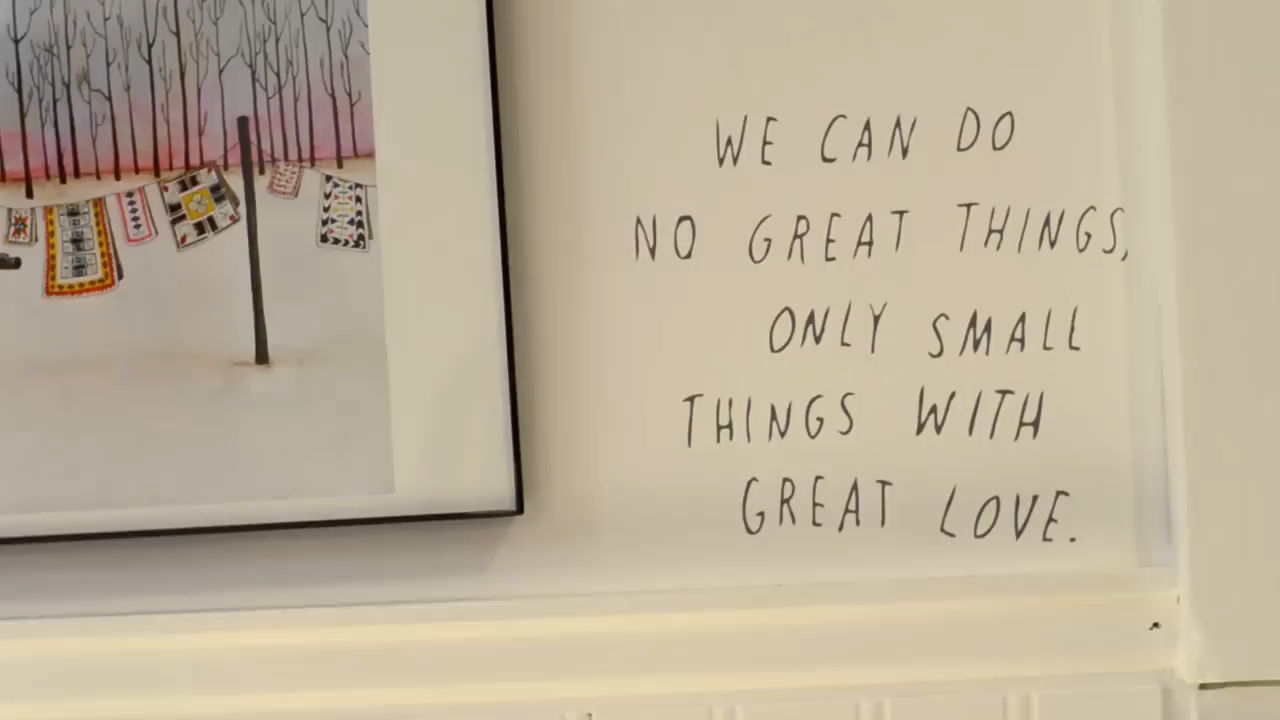 WE CAN DO
NO GREAT THINGS,
ONLY SMALL
THINGS WITH
GREAT LOVE.